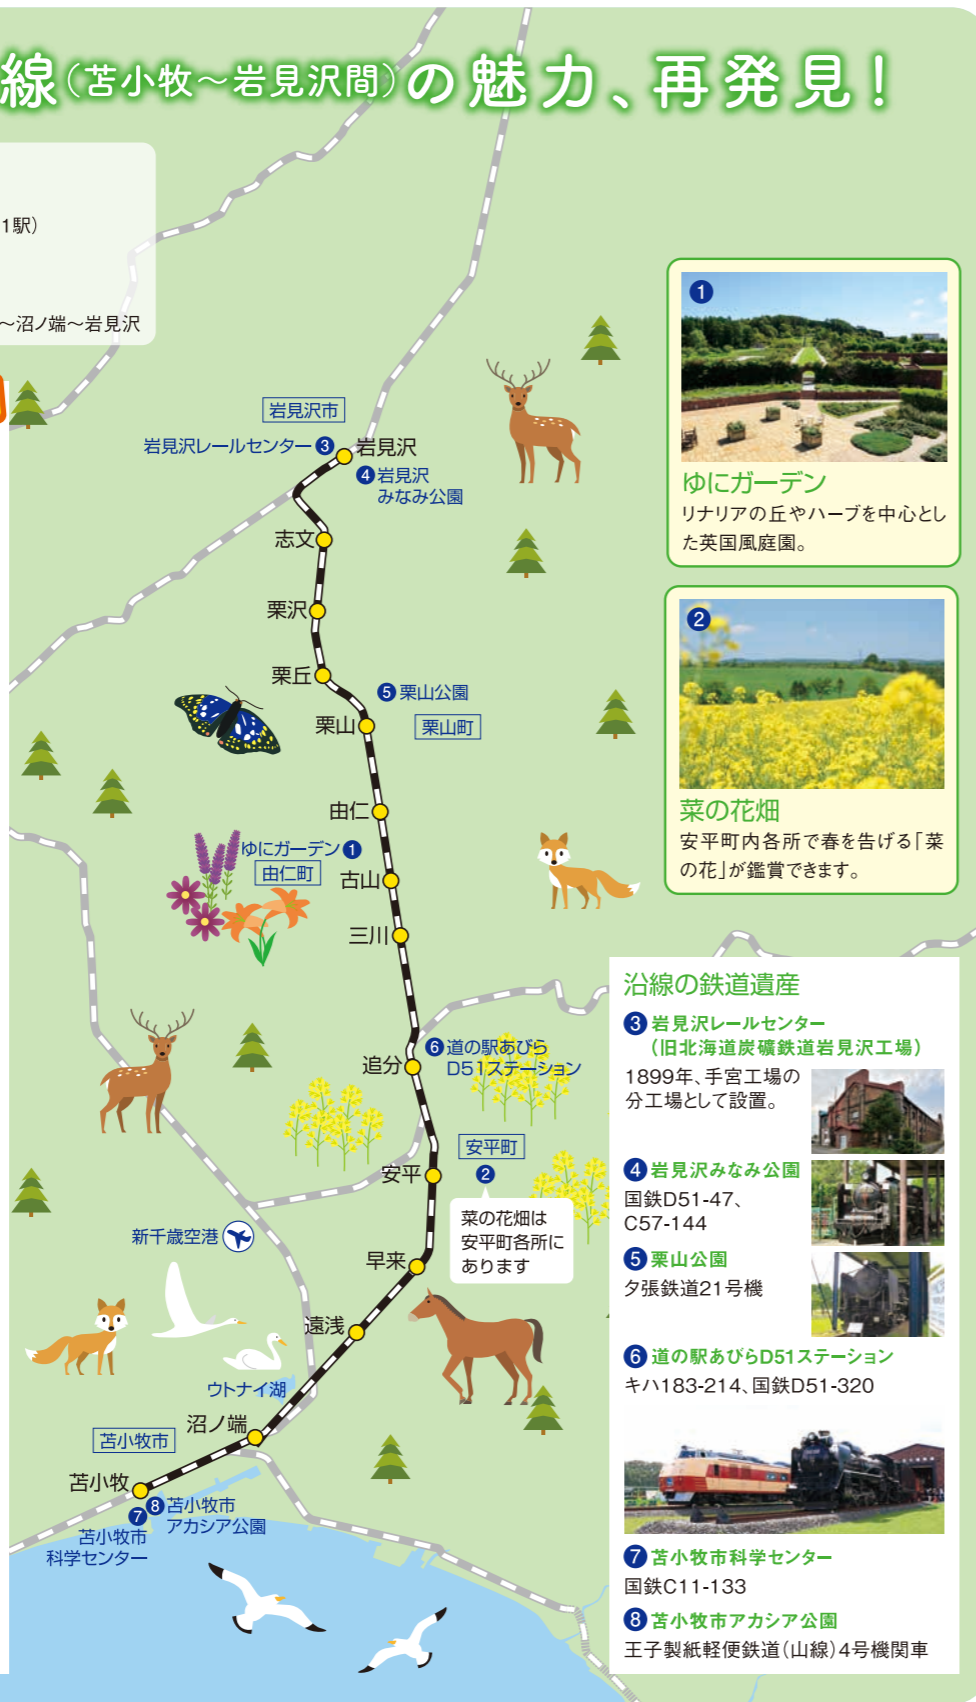 線(苫小牧～岩見沢間)の魅力、再発見！
1駅)
～沼ノ端～岩見沢
岩見沢市
岩見沢レールセンター ③
岩見沢
④ 岩見沢
みなみ公園
志文
栗沢
栗丘
⑤ 栗山公園
栗山
栗山町
由仁
ゆにガーデン ①
由仁町
古山
三川
⑥ 道の駅あびら
D51ステーション
追分
安平町
②
安平
菜の花畑は
安平町各所に
あります
新千歳空港
早来
遠浅
ウトナイ湖
沼ノ端
苫小牧市
苫小牧
⑧ 苫小牧市
アカシア公園
⑦
苫小牧市
科学センター
①
ゆにガーデン
リナリアの丘やハーブを中心とし
た英国風庭園。
②
菜の花畑
安平町内各所で春を告げる「菜
の花」が鑑賞できます。
沿線の鉄道遺産
③ 岩見沢レールセンター
(旧北海道炭礦鉄道岩見沢工場)
1899年、手宮工場の
分工場として設置。
④ 岩見沢みなみ公園
国鉄D51-47、
C57-144
⑤ 栗山公園
夕張鉄道21号機
⑥ 道の駅あびらD51ステーション
キハ183-214、国鉄D51-320
⑦ 苫小牧市科学センター
国鉄C11-133
⑧ 苫小牧市アカシア公園
王子製紙軽便鉄道(山線)4号機関車